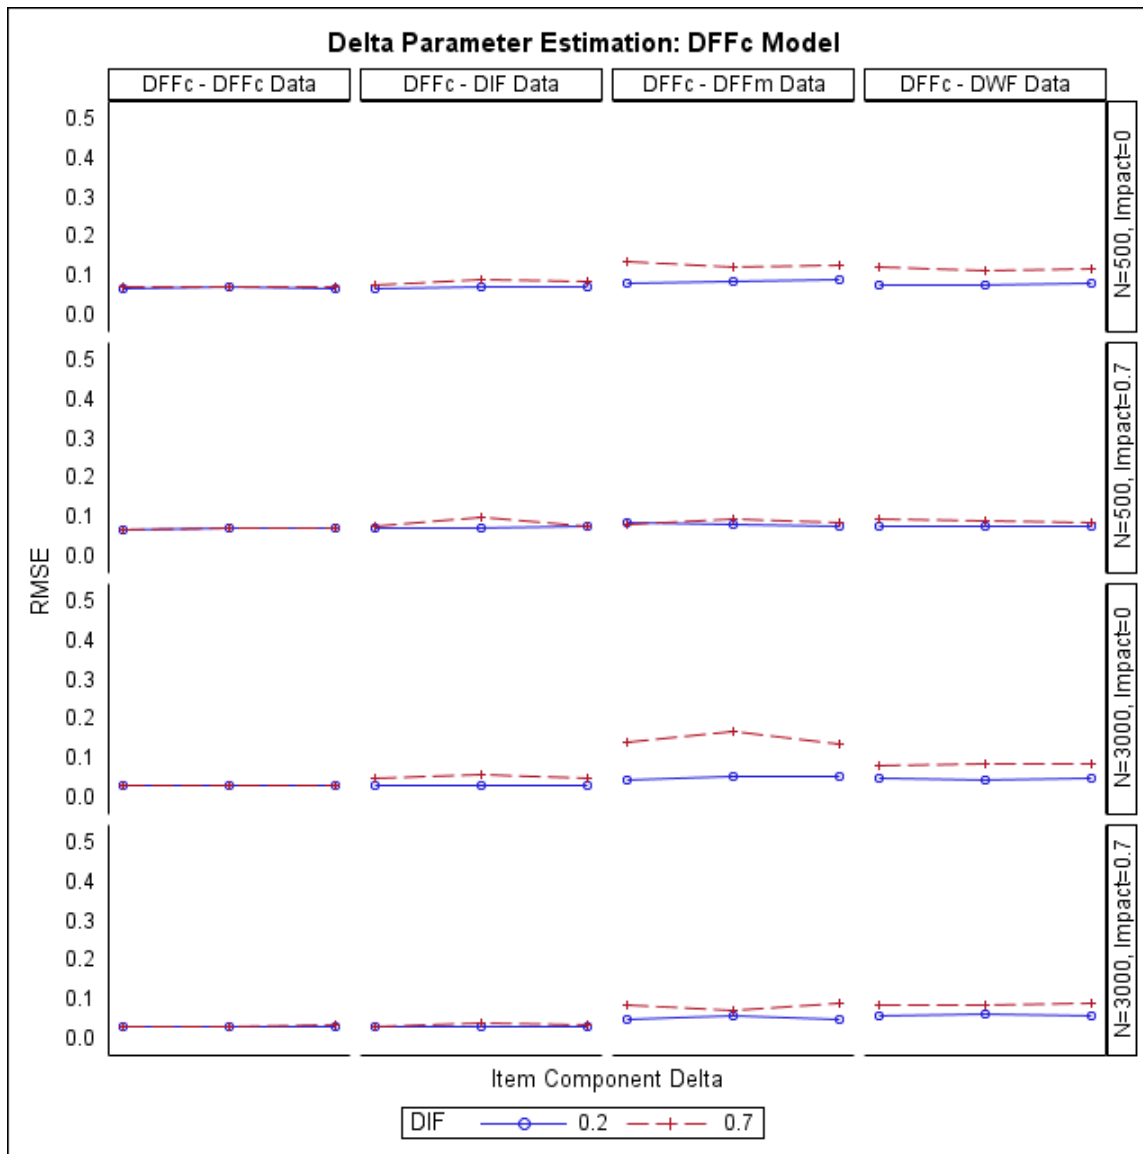 Delta Parameter Estimation: DFFc Model
DFFc - DFFc Data
DFFc - DIF Data
DFFc - DFFm Data
DFFc - DWF Data
0.5
0.4
0.3
0.2
0.1
0.0
N=500, Impact=0
0.5
0.4
0.3
0.2
0.1
0.0
N=500, Impact=0.7
RMSE
0.5
0.4
0.3
0.2
0.1
0.0
N=3000, Impact=0
0.5
0.4
0.3
0.2
0.1
0.0
N=3000, Impact=0.7
Item Component Delta
DIF 0.2 0.7